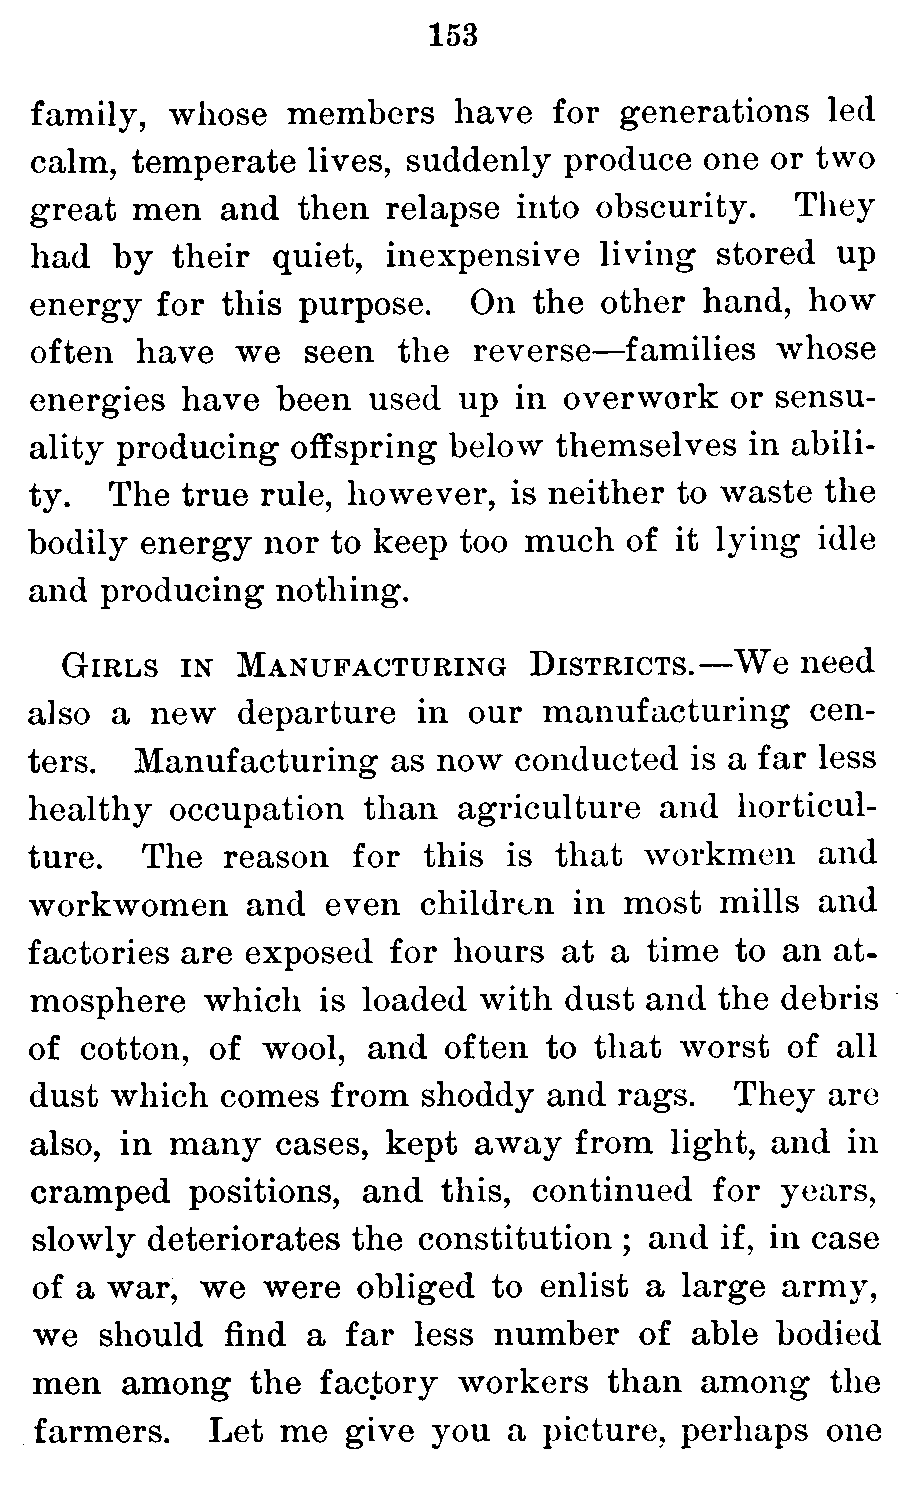 153
family, whose members have for generations led
calm, temperate lives, suddenly produce one or two
great men and then relapse into obscurity. They
had by their quiet, inexpensive living stored up
energy for this purpose. On the other hand, how
often have we seen the reverse—families whose
energies have been used up in overwork or sensu-
ality producing offspring below themselves in abili-
ty. The true rule, however, is neither to waste the
bodily energy nor to keep too much of it lying idle
and producing nothing.
GIRLS IN MANUFACTURING DISTRICTS.—We need
also a new departure in our manufacturing cen-
ters. Manufacturing as now conducted is a far less
healthy occupation than agriculture and horticul-
ture. The reason for this is that workmen and
workwomen and even children in most mills and
factories are exposed for hours at a time to an at-
mosphere which is loaded with dust and the debris
of cotton, of wool, and often to that worst of all
dust which comes from shoddy and rags. They are
also, in many cases, kept away from light, and in
cramped positions, and this, continued for years,
slowly deteriorates the constitution ; and if, in case
of a war, we were obliged to enlist a large army,
we should find a far less number of able bodied
men among the factory workers than among the
farmers. Let me give you a picture, perhaps one